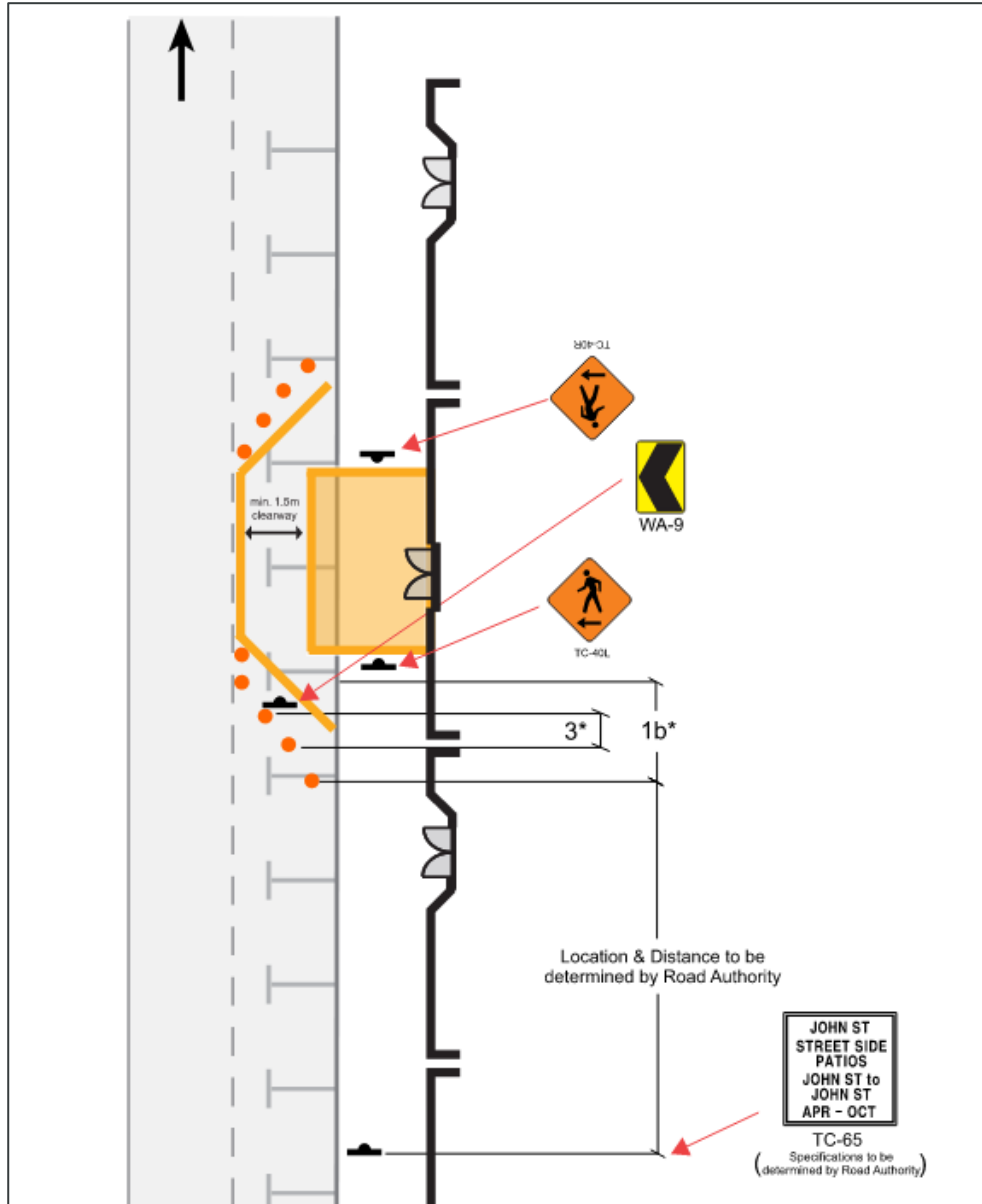 TC-40R
WA-9
min. 1.5m
clearway
TC-40L
3*
1b*
Location & Distance to be
determined by Road Authority
JOHN ST
STREET SIDE
PATIOS
JOHN ST to
JOHN ST
APR - OCT
TC-65
(Specifications to be
determined by Road Authority)